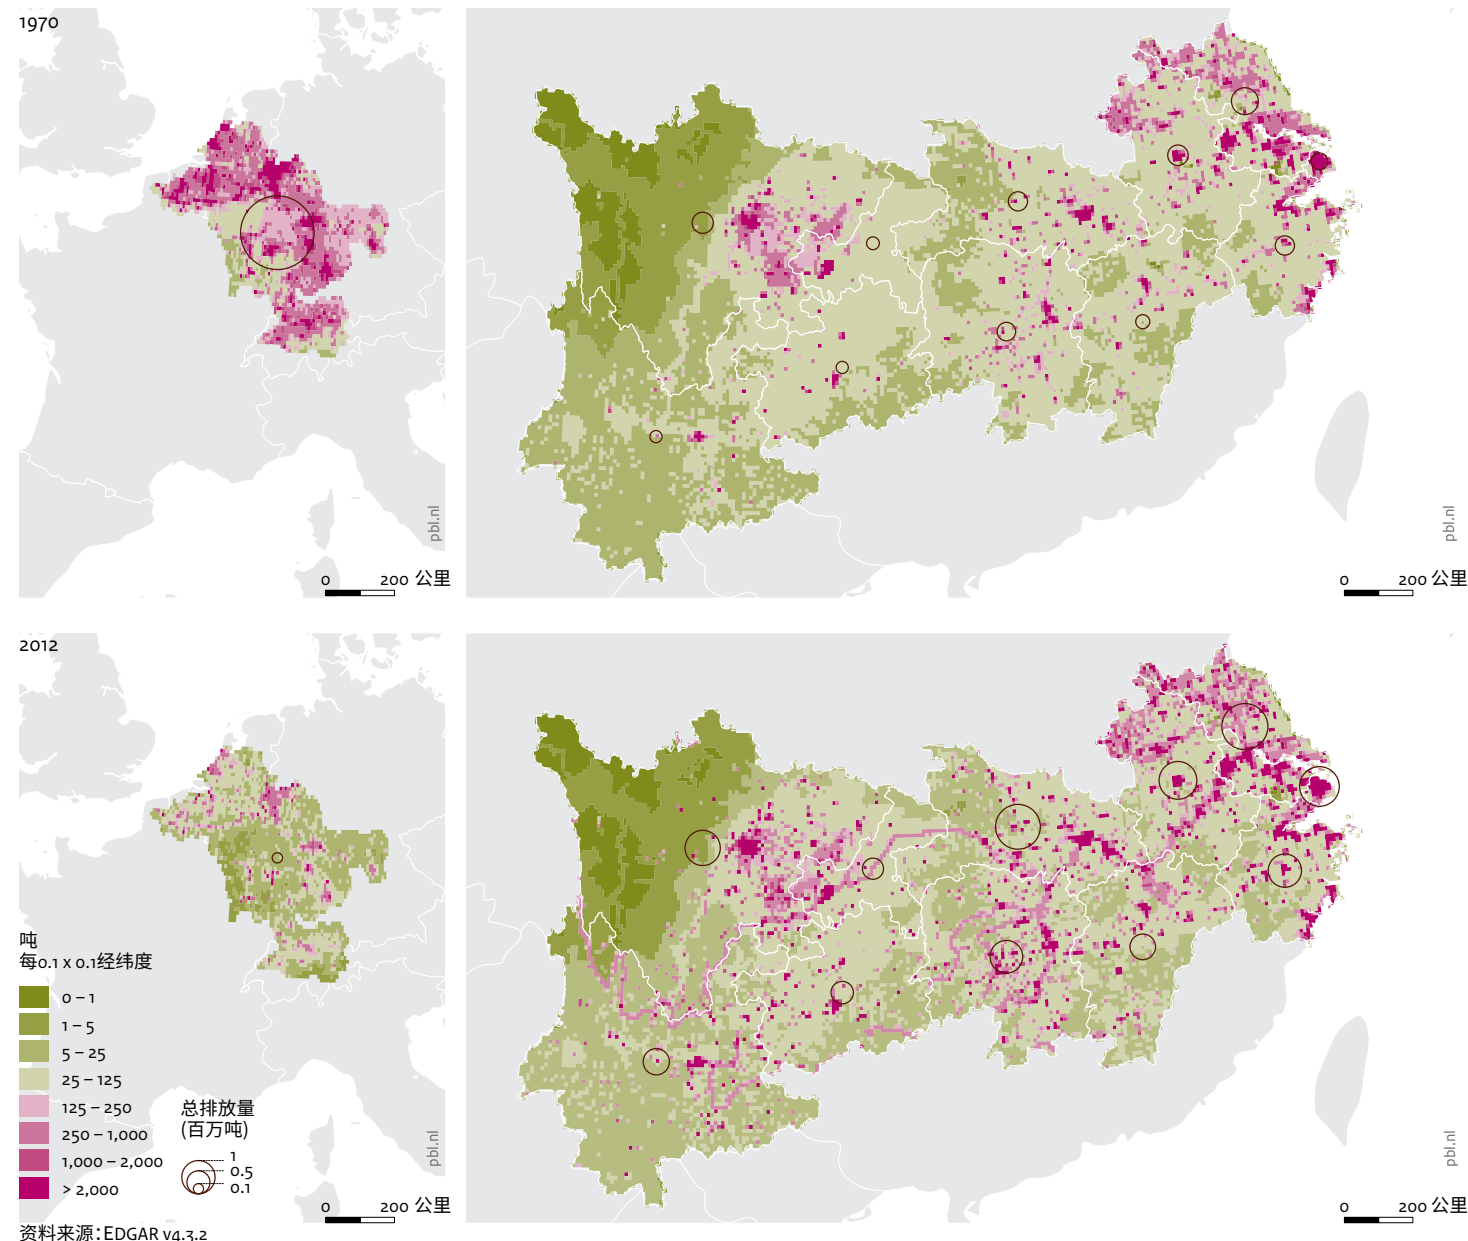 1970
pbl.nl
0 200 公里
pbl.nl
0 200 公里
2012
吨
每0.1 x 0.1经纬度
0 – 1
1 – 5
5 – 25
25 – 125
125 – 250
250 – 1,000
1,000 – 2,000
> 2,000
总排放量
(百万吨)
1
0.5
0.1
pbl.nl
0 200 公里
pbl.nl
0 200 公里
资料来源：EDGAR v4.3.2